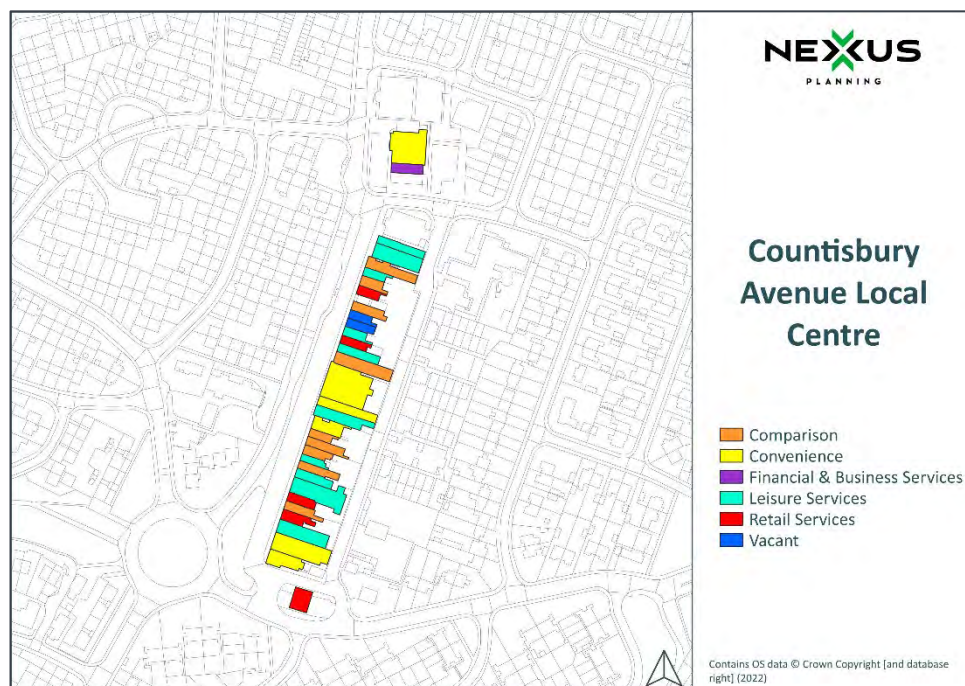 NEXUS
PLANNING
Countisbury
Avenue Local
Centre
Comparison
Convenience
Financial & Business Services
Leisure Services
Retail Services
Vacant
Contains OS data © Crown Copyright [and database
right] (2022)